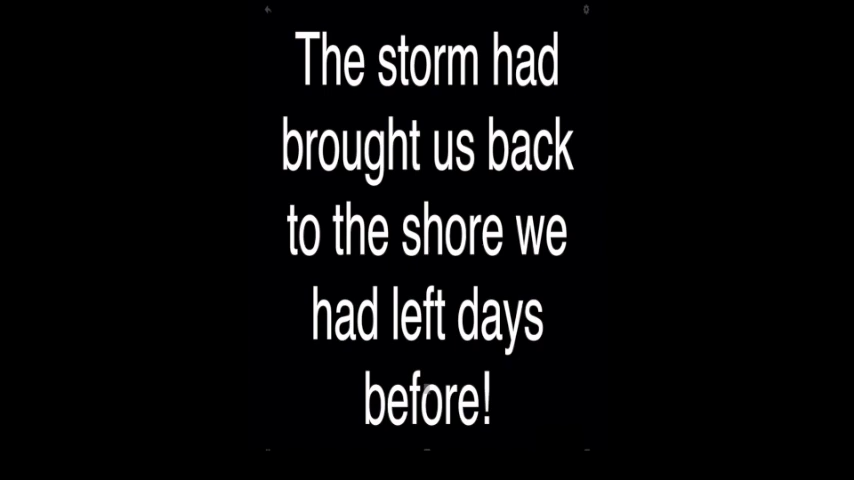 The storm had
brought us back
to the shore we
had left days
before!